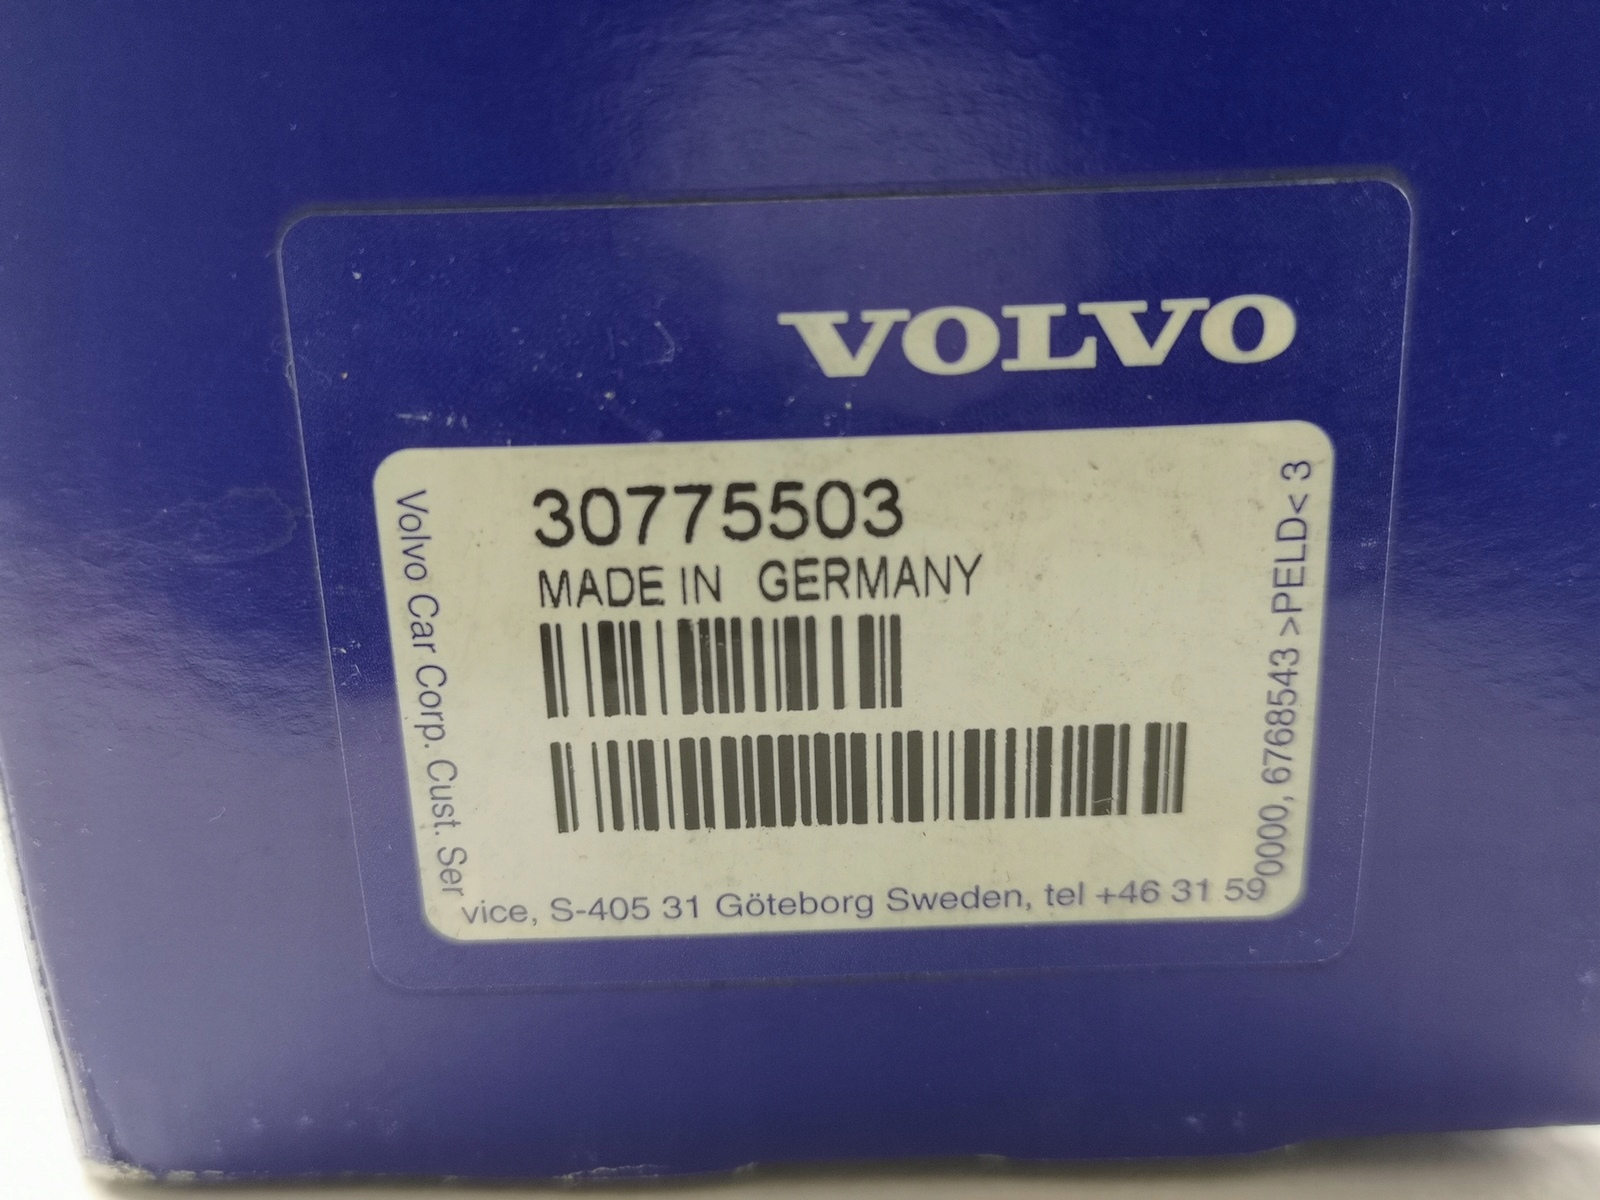 VOLVO
30775503
MADE IN GERMANY
Volvo Car Corp. Cust. Ser
vice, S-405 31 Göteborg Sweden, tel +46 31 59
0000, 6768543 >PELD< 3